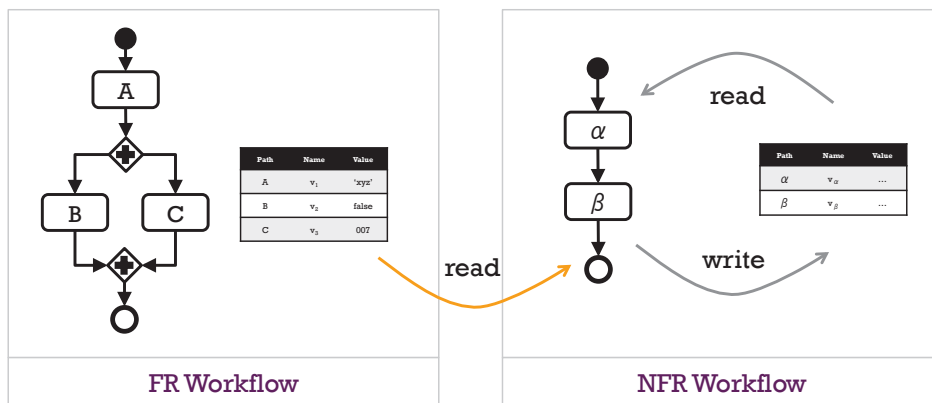 A
B
C
Path Name Value
A v₁ 'xyz'
B v₂ false
C v₃ 007
FR Workflow
read
α
β
read
write
Path Name Value
α vα ...
β vβ ...
NFR Workflow